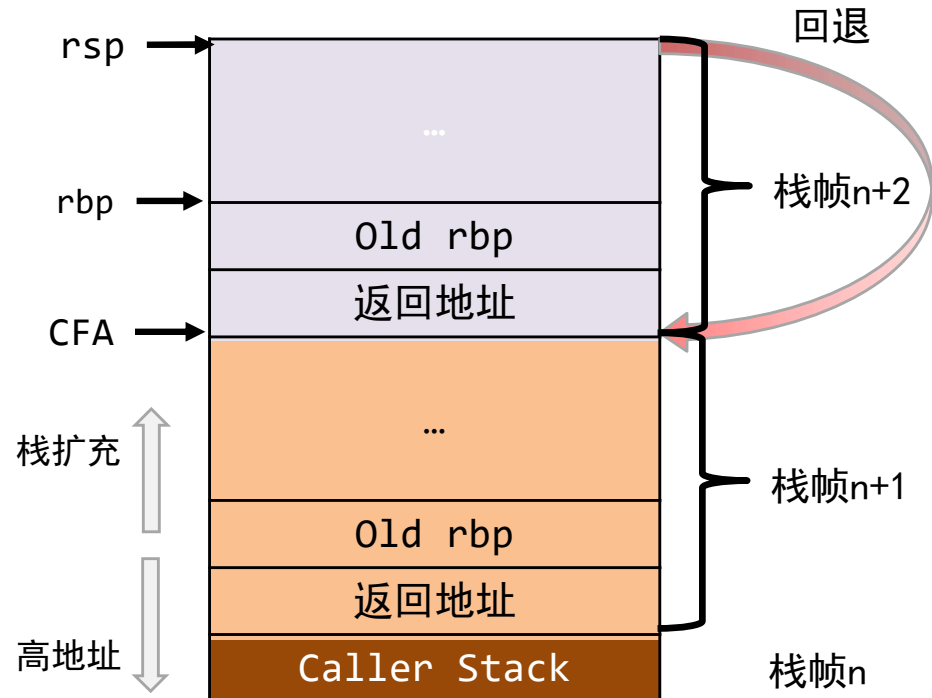 回退
rsp
…
rbp
栈帧n+2
Old rbp
返回地址
CFA
…
栈扩充
栈帧n+1
Old rbp
返回地址
高地址
Caller Stack
栈帧n